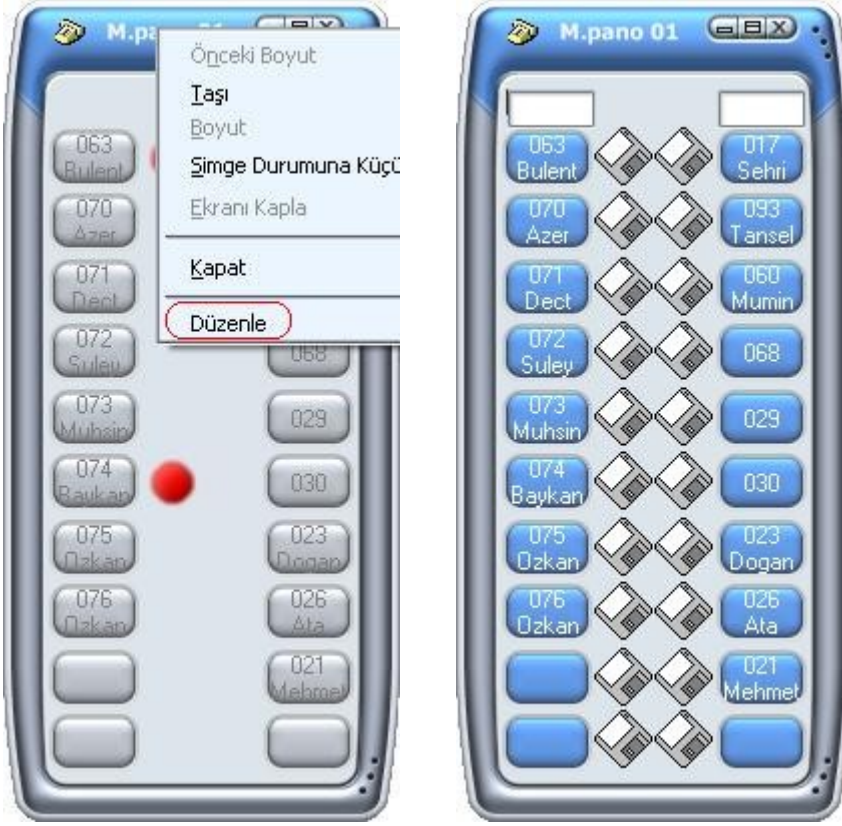 M.pano 01
Önceki Boyut
Taşı
Boyut
Simge Durumuna Küçü
Ekranı Kapla
Kapat
Düzenle
063
Bulent
070
Azer
071
Dect
072
Suley
068
073
Muhsin
029
074
Baykan
030
075
Ozkan
023
Dogan
076
Ozkan
026
Ata
021
Mehmet
M.pano 01
063
Bulent
017
Sehri
070
Azer
093
Tansel
071
Dect
060
Mumin
072
Suley
068
073
Muhsin
029
074
Baykan
030
075
Ozkan
023
Dogan
076
Ozkan
026
Ata
021
Mehmet